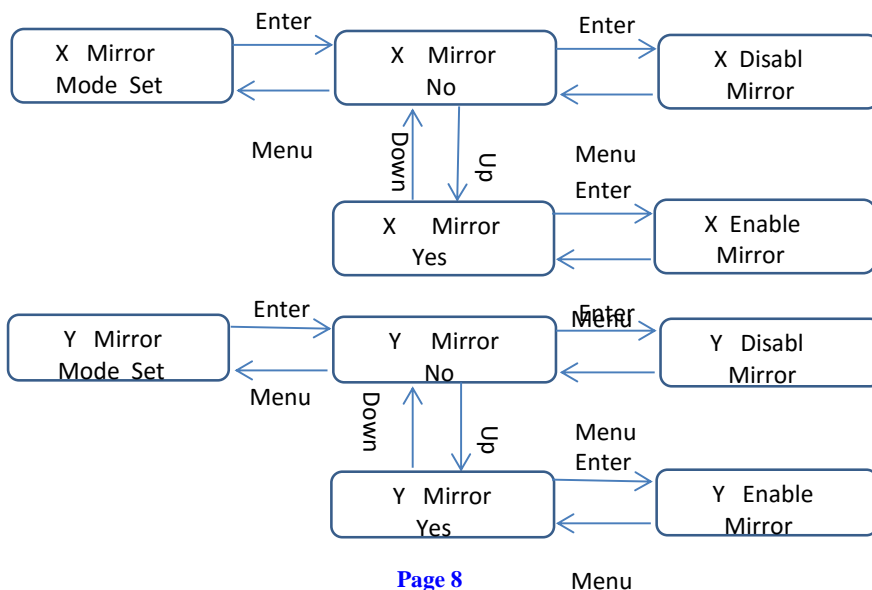 Enter
Enter
X Mirror
Mode Set
X Mirror
No
X Disabl
Mirror
Menu
Down
Up
Menu
Enter
X Mirror
Yes
X Enable
Mirror
Enter
Enter
Menu
Y Mirror
Mode Set
Y Mirror
No
Y Disabl
Mirror
Menu
Down
Up
Menu
Enter
Y Mirror
Yes
Y Enable
Mirror
Page 8
Menu